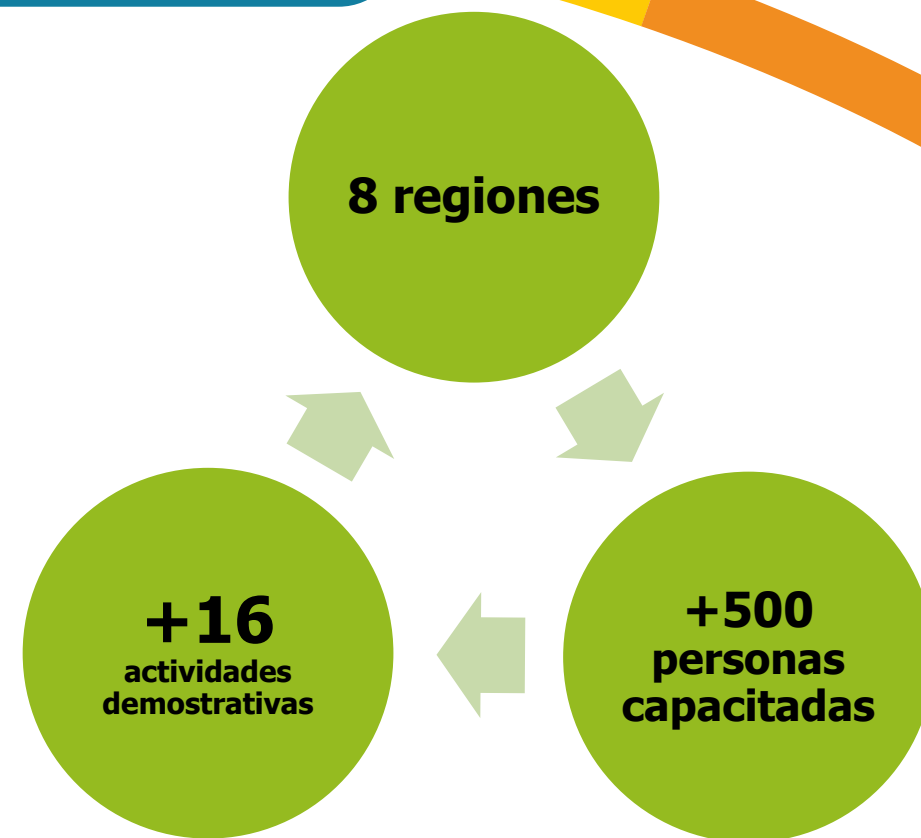 8 regiones
+500
personas
capacitadas
+16
actividades
demostrativas